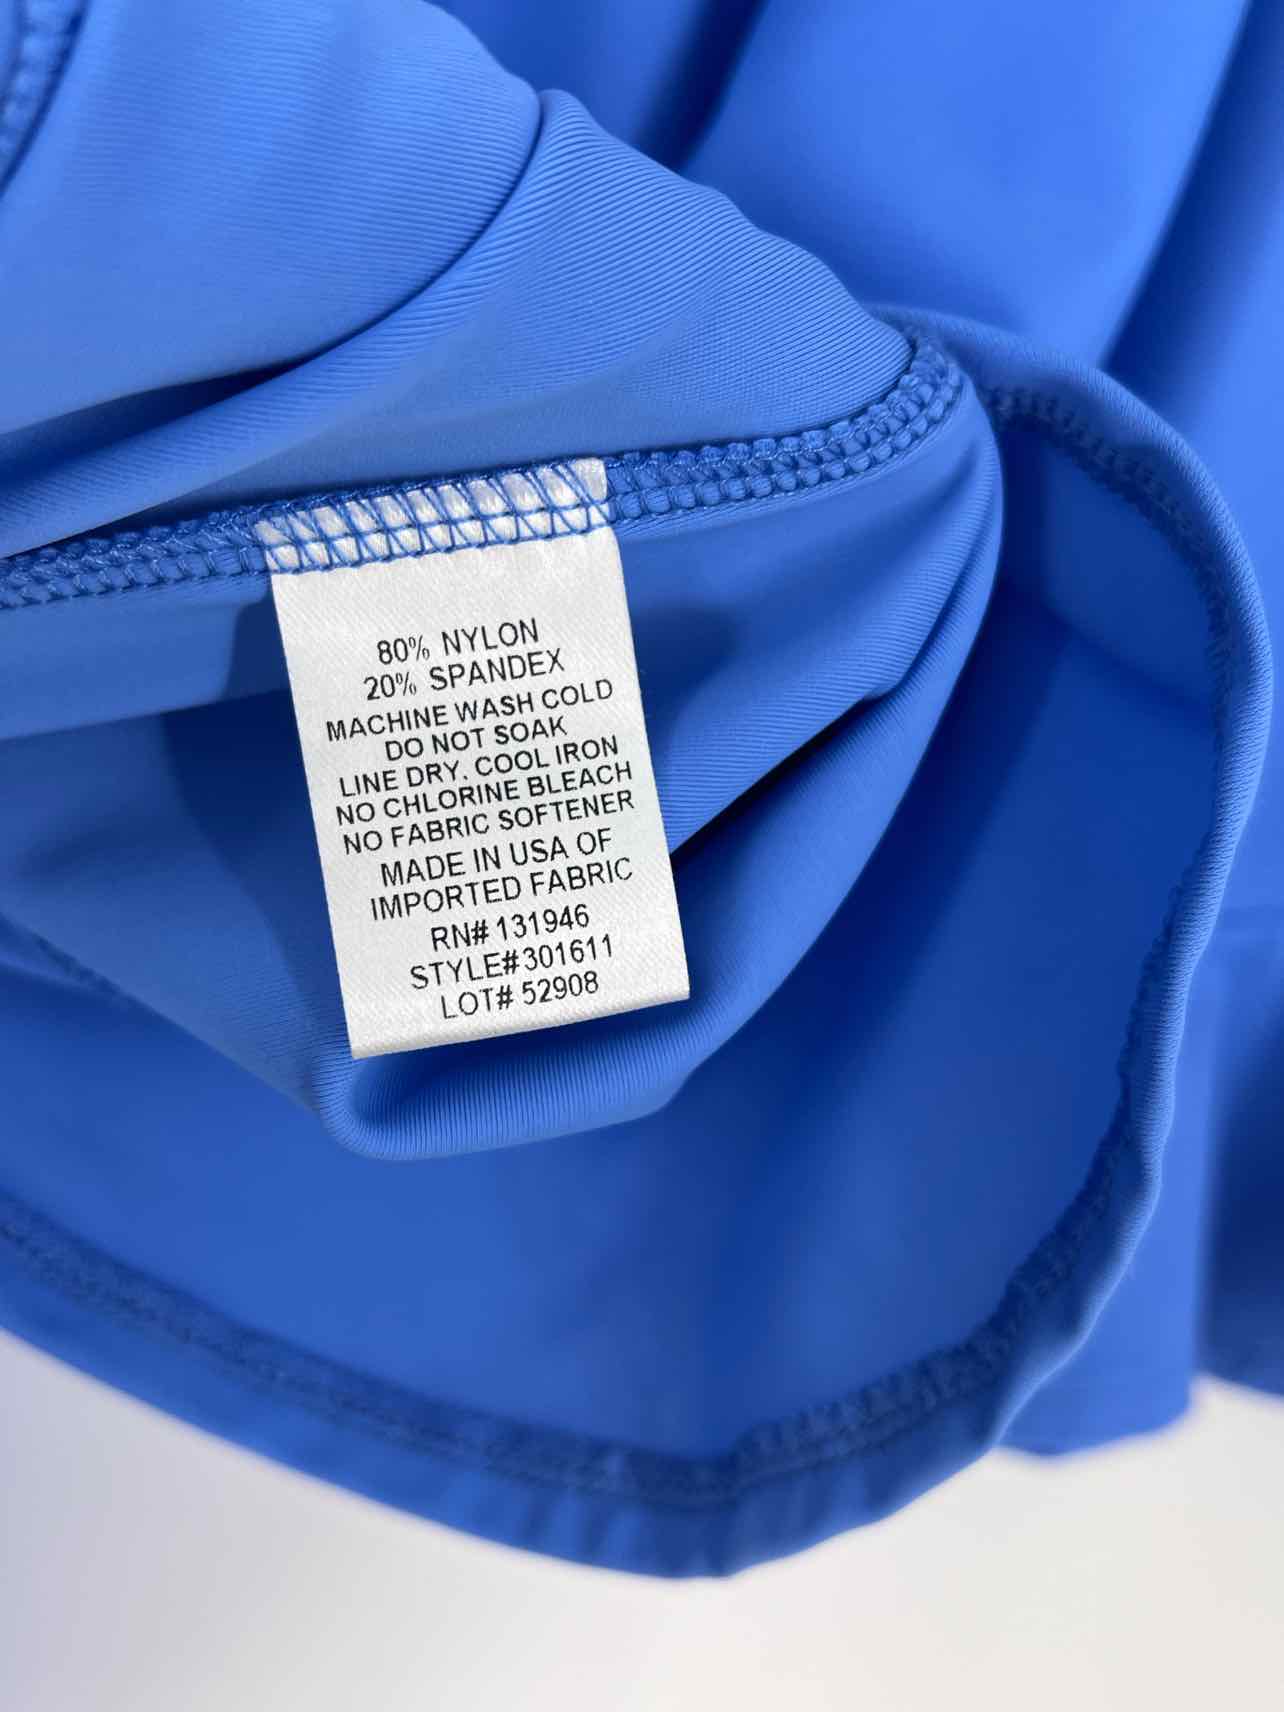 80% NYLON
20% SPANDEX
MACHINE WASH COLD
DO NOT SOAK
LINE DRY. COOL IRON
NO CHLORINE BLEACH
NO FABRIC SOFTENER
MADE IN USA OF
IMPORTED FABRIC
RN# 131946
STYLE#301611
LOT# 52908